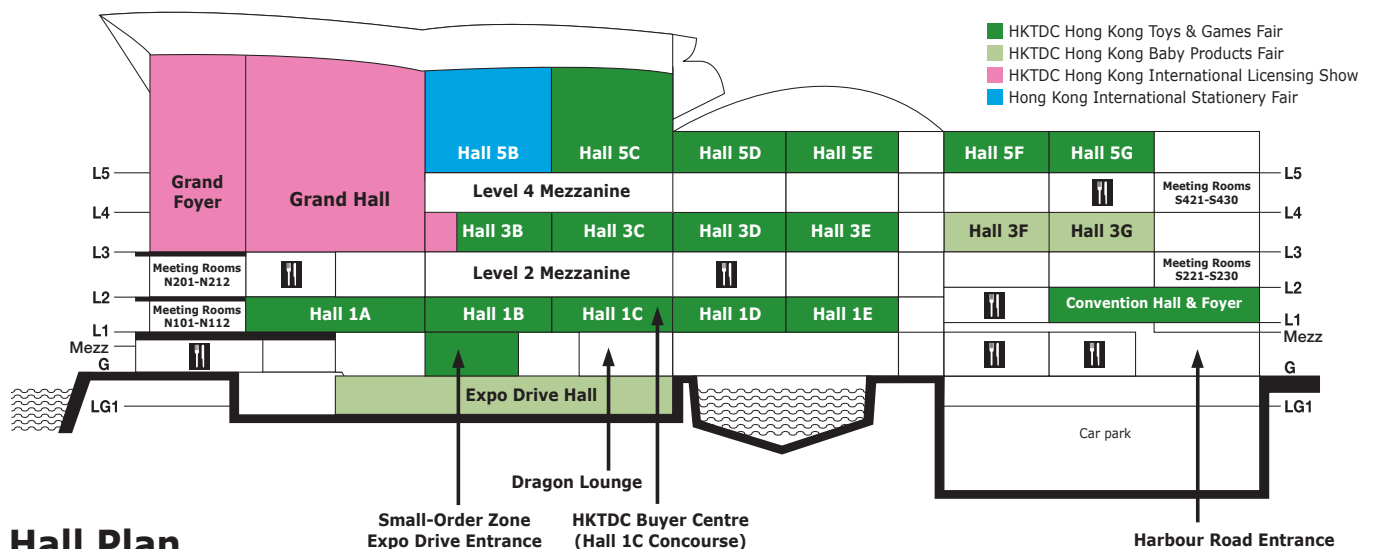 HKTDC Hong Kong Toys & Games Fair
HKTDC Hong Kong Baby Products Fair
HKTDC Hong Kong International Licensing Show
Hong Kong International Stationery Fair
Hall 5B
Hall 5C
Hall 5D
Hall 5E
Hall 5F
Hall 5G
L5
L5
Grand
Foyer
Grand Hall
Level 4 Mezzanine
Meeting Rooms
S421-S430
L4
L4
Hall 3B
Hall 3C
Hall 3D
Hall 3E
Hall 3F
Hall 3G
L3
L3
Meeting Rooms
N201-N212
Level 2 Mezzanine
Meeting Rooms
S221-S230
L2
L2
Meeting Rooms
N101-N112
Hall 1A
Hall 1B
Hall 1C
Hall 1D
Hall 1E
Convention Hall & Foyer
L1
L1
Mezz
Mezz
G
G
Expo Drive Hall
LG1
LG1
Car park
Dragon Lounge
Small-Order Zone
Expo Drive Entrance
HKTDC Buyer Centre
(Hall 1C Concourse)
Harbour Road Entrance
Hall Plan